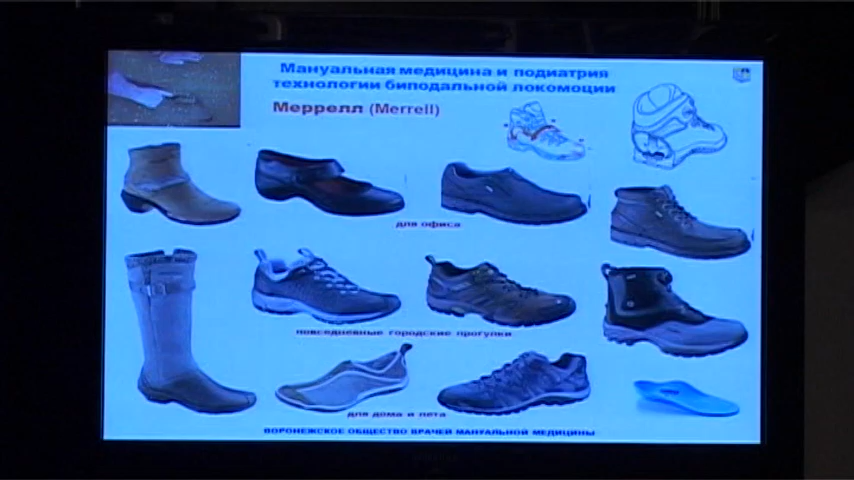 Мануальная медицина и подиатрия
технологии биподальной локомоции
Меррелл (Merrell)
для офиса
повседневные городские прогулки
для дома и лета
ВОРОНЕЖСКОЕ ОБЩЕСТВО ВРАЧЕЙ МАНУАЛЬНОЙ МЕДИЦИНЫ